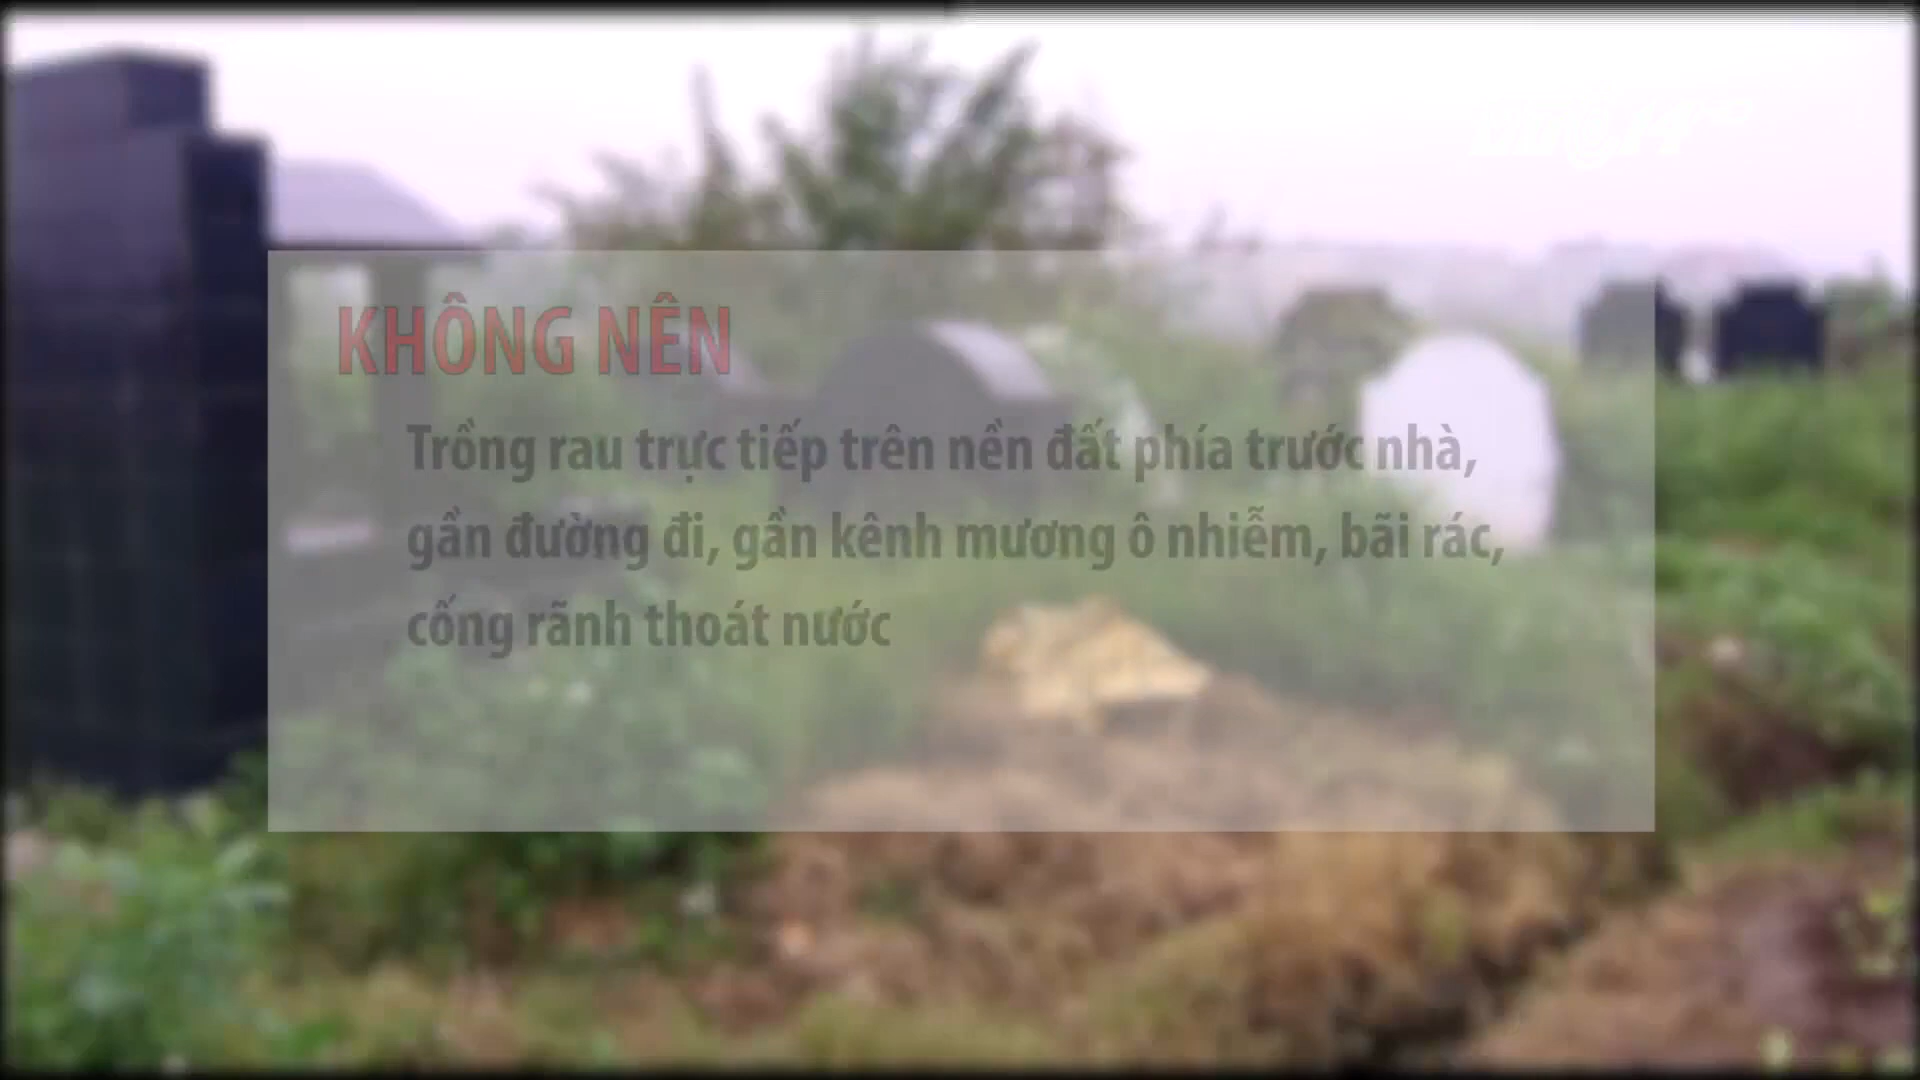 KHÔNG NÊN
Trồng rau trực tiếp trên nền đất phía trước nhà,
gần đường đi, gần kênh mương ô nhiễm, bãi rác,
cống rãnh thoát nước